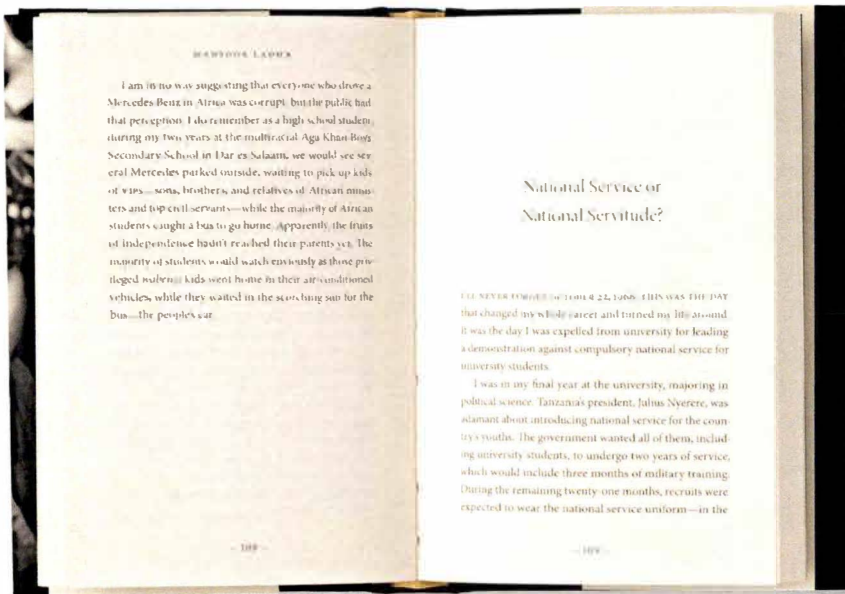 MANSOOR LADHA
I am in no way suggesting that everyone who drove a
Mercedes Benz in Africa was corrupt, but the public had
that perception. I do remember as a high school student,
during my two years at the multiracial Aga Khan Boys
Secondary School in Dar es Salaam, we would see sev-
eral Mercedes parked outside, waiting to pick up kids
of VIPs—sons, brothers, and relatives of African minis-
ters and top civil servants—while the majority of African
students caught a bus to go home. Apparently, the fruits
of independence hadn't reached their parents yet. The
majority of students would watch enviously as those priv-
ileged kids went home in their air-conditioned
vehicles, while they waited in the scorching sun for the
bus—the people's car.
National Service or
National Servitude?
I'LL NEVER FORGET OCTOBER 22, 1966. THIS WAS THE DAY
that changed my whole career and turned my life around.
It was the day I was expelled from university for leading
a demonstration against compulsory national service for
university students.
I was in my final year at the university, majoring in
political science. Tanzania's president, Julius Nyerere, was
adamant about introducing national service for the coun-
try's youths. The government wanted all of them, includ-
ing university students, to undergo two years of service,
which would include three months of military training.
During the remaining twenty-one months, recruits were
expected to wear the national service uniform—in the
– 109 –